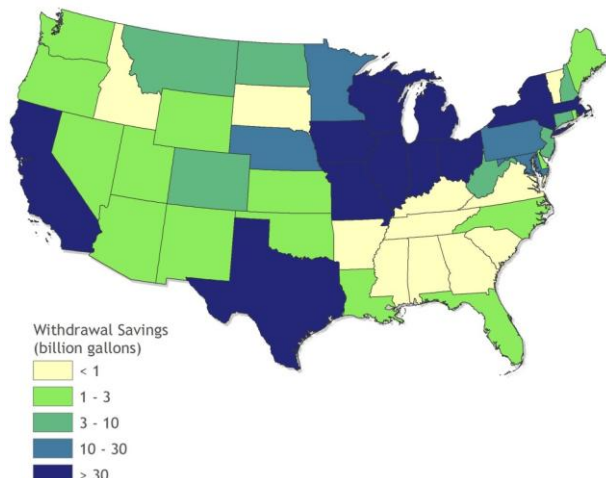 Withdrawal Savings
(billion gallons)
< 1
1 - 3
3 - 10
10 - 30
> 30